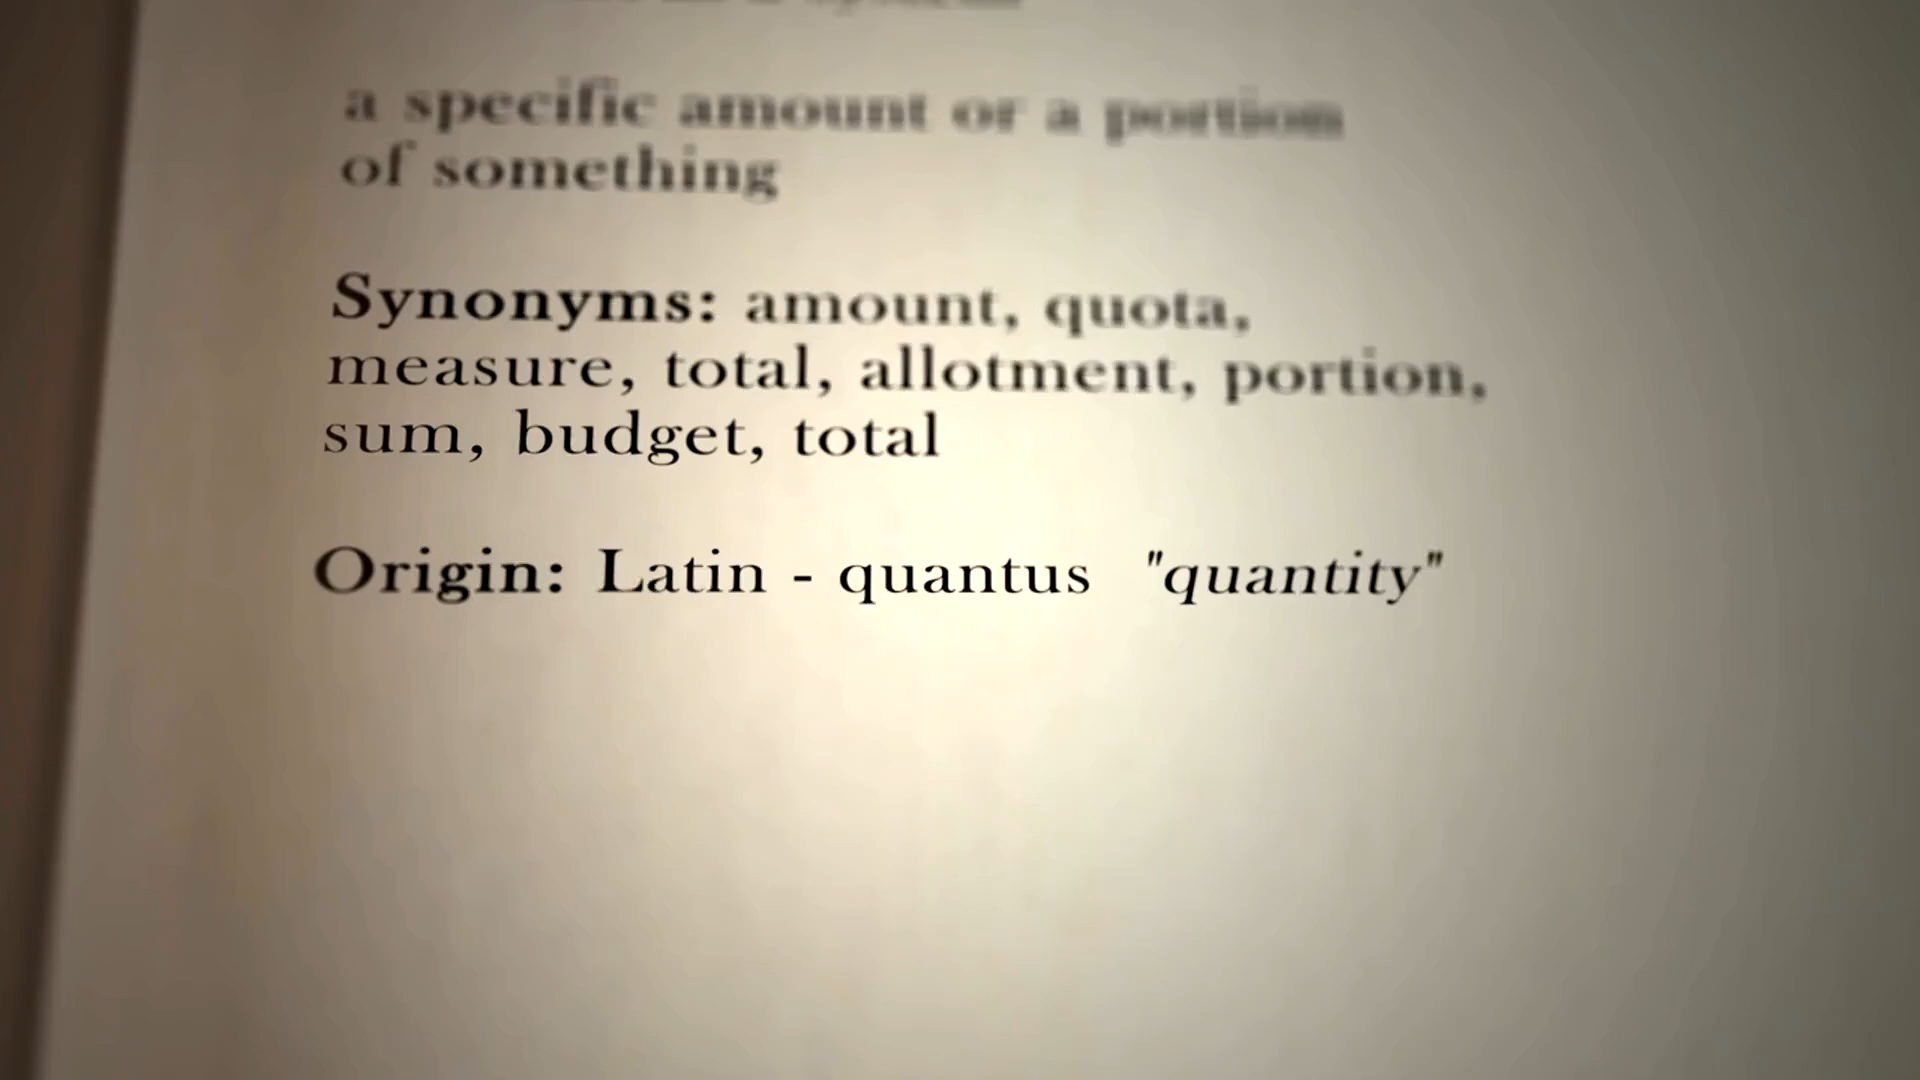 a specific amount or a portion
of something
Synonyms: amount, quota,
measure, total, allotment, portion,
sum, budget, total
Origin: Latin - quantus "quantity"